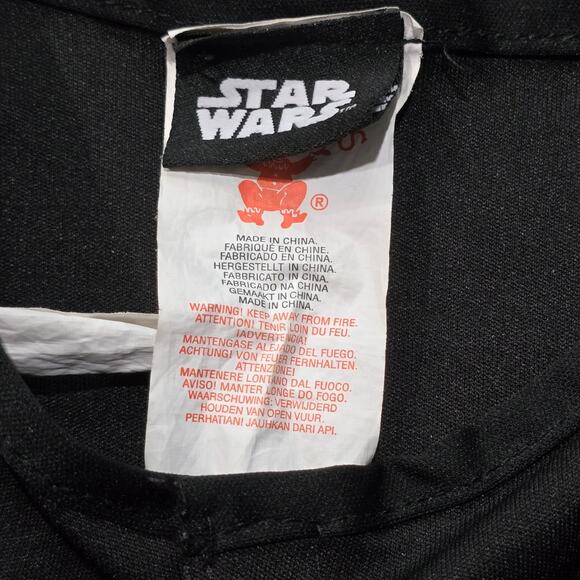 STAR
WARS
S
®
MADE IN CHINA.
FABRIQUE EN CHINE.
FABRICADO EN CHINA.
HERGESTELLT IN CHINA.
FABBRICATO IN CINA.
FABRICADO NA CHINA
GEMAAKT IN CHINA.
MADE IN CHINA.
WARNING! KEEP AWAY FROM FIRE.
ATTENTION! TENIR LOIN DU FEU.
¡ADVERTENCIA!
MANTENGASE ALEJADO DEL FUEGO.
ACHTUNG! VON FEUER FERNHALTEN.
ATTENZIONE!
MANTENERE LONTANO DAL FUOCO.
AVISO! MANTER LONGE DO FOGO.
WAARSCHUWING: VERWIJDERD
HOUDEN VAN OPEN VUUR.
PERHATIAN! JAUHKAN DARI API.